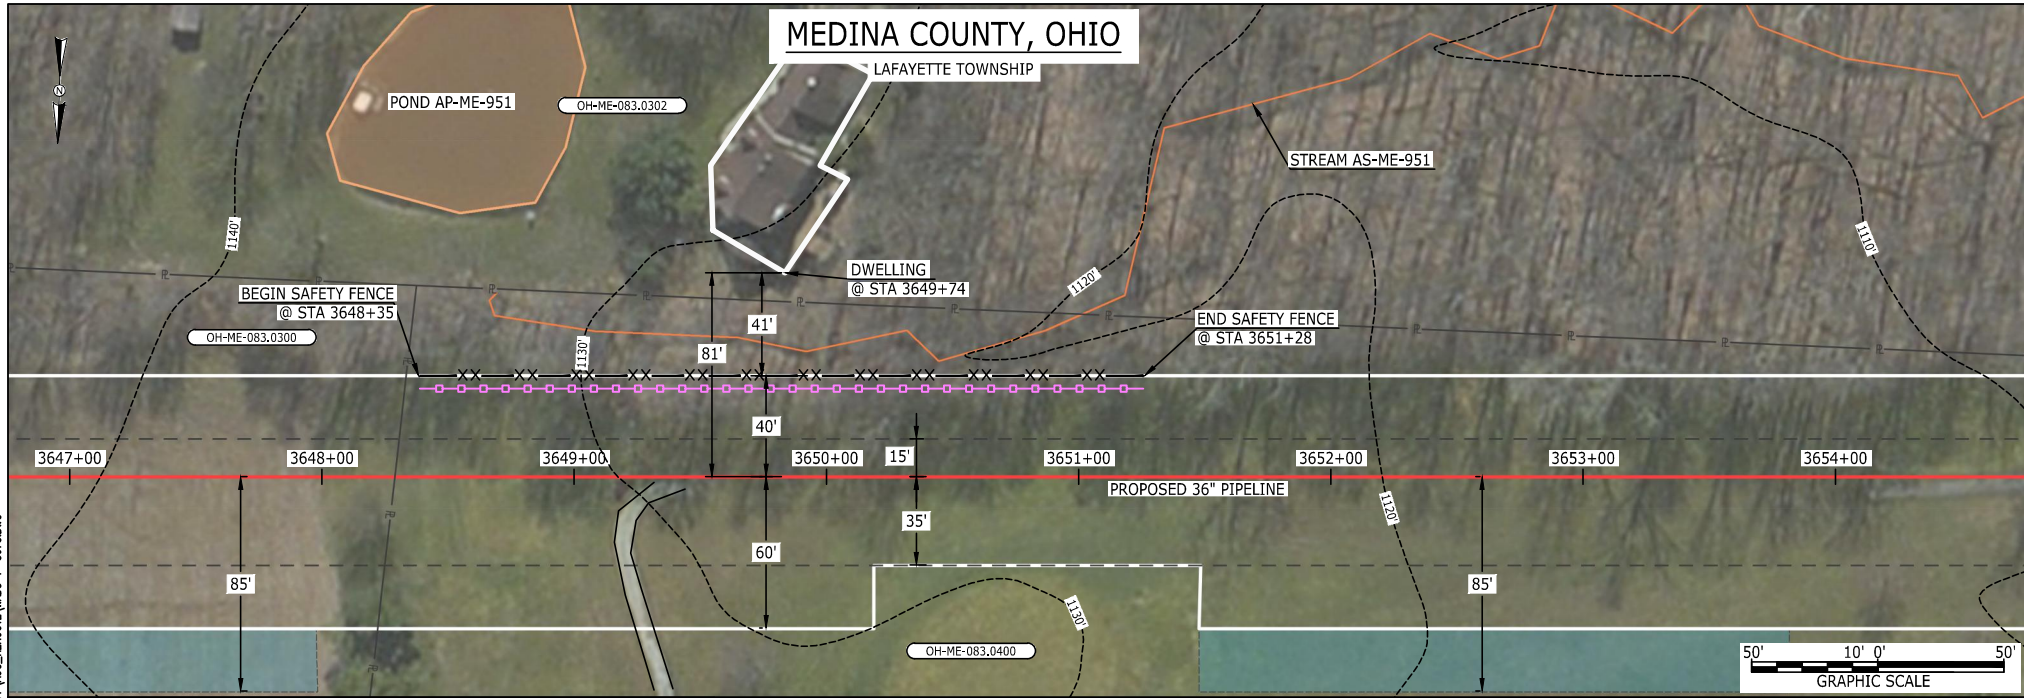 MEDINA COUNTY, OHIO
LAFAYETTE TOWNSHIP
N
POND AP-ME-951
OH-ME-083.0302
STREAM AS-ME-951
1140'
1110'
DWELLING
@ STA 3649+74
1120'
BEGIN SAFETY FENCE
@ STA 3648+35
OH-ME-083.0300
41'
END SAFETY FENCE
@ STA 3651+28
1130'
81'
40'
15'
3647+00 3648+00 3649+00 3650+00 3651+00 3652+00 3653+00 3654+00
PROPOSED 36" PIPELINE
1120'
35'
60'
85'
85'
1130'
OH-ME-083.0400
50' 10' 0' 50'
GRAPHIC SCALE